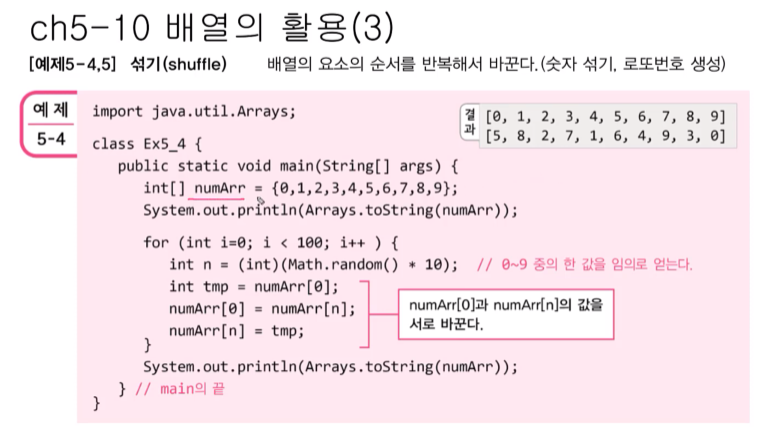 ch5-10 배열의 활용(3)
[예제5-4,5] 섞기(shuffle) 배열의 요소의 순서를 반복해서 바꾼다.(숫자 섞기, 로또번호 생성)
예제
5-4
import java.util.Arrays;
결과
[0, 1, 2, 3, 4, 5, 6, 7, 8, 9]
[5, 8, 2, 7, 1, 6, 4, 9, 3, 0]
class Ex5_4 {
public static void main(String[] args) {
int[] numArr = {0,1,2,3,4,5,6,7,8,9};
System.out.println(Arrays.toString(numArr));
for (int i=0; i < 100; i++ ) {
int n = (int)(Math.random() * 10); // 0~9 중의 한 값을 임의로 얻는다.
int tmp = numArr[0];
numArr[0] = numArr[n];
numArr[n] = tmp;
numArr[0]과 numArr[n]의 값을
서로 바꾼다.
}
System.out.println(Arrays.toString(numArr));
} // main의 끝
}